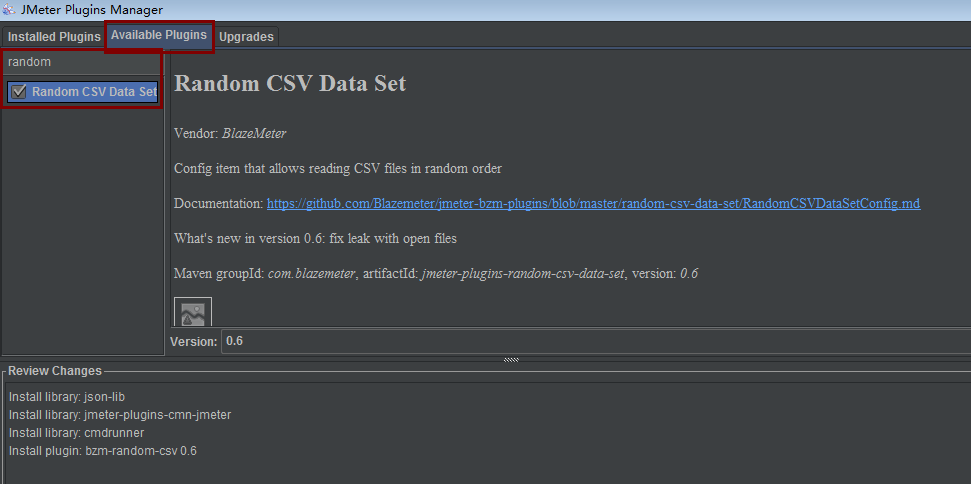 JMeter Plugins Manager
Installed Plugins Available Plugins Upgrades
random
Random CSV Data Set
Random CSV Data Set
Vendor: BlazeMeter
Config item that allows reading CSV files in random order
Documentation: https://github.com/Blazemeter/jmeter-bzm-plugins/blob/master/random-csv-data-set/RandomCSVDataSetConfig.md
What's new in version 0.6: fix leak with open files
Maven groupId: com.blazemeter, artifactId: jmeter-plugins-random-csv-data-set, version: 0.6
Version: 0.6
Review Changes
Install library: json-lib
Install library: jmeter-plugins-cmn-jmeter
Install library: cmdrunner
Install plugin: bzm-random-csv 0.6